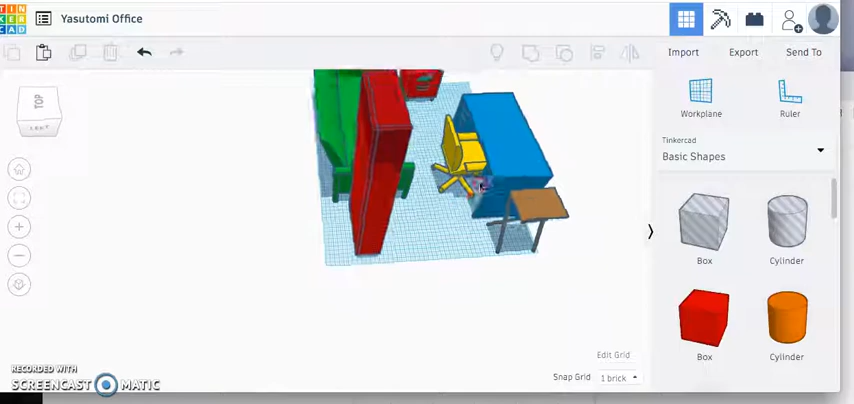 TIN
KER
CAD
Yasutomi Office
Import
Export
Send To
TOP
Workplane
Ruler
Tinkercad
Basic Shapes
Box
Cylinder
Box
Cylinder
Edit Grid
Snap Grid
1 brick
RECORDED WITH
SCREENCAST MATIC